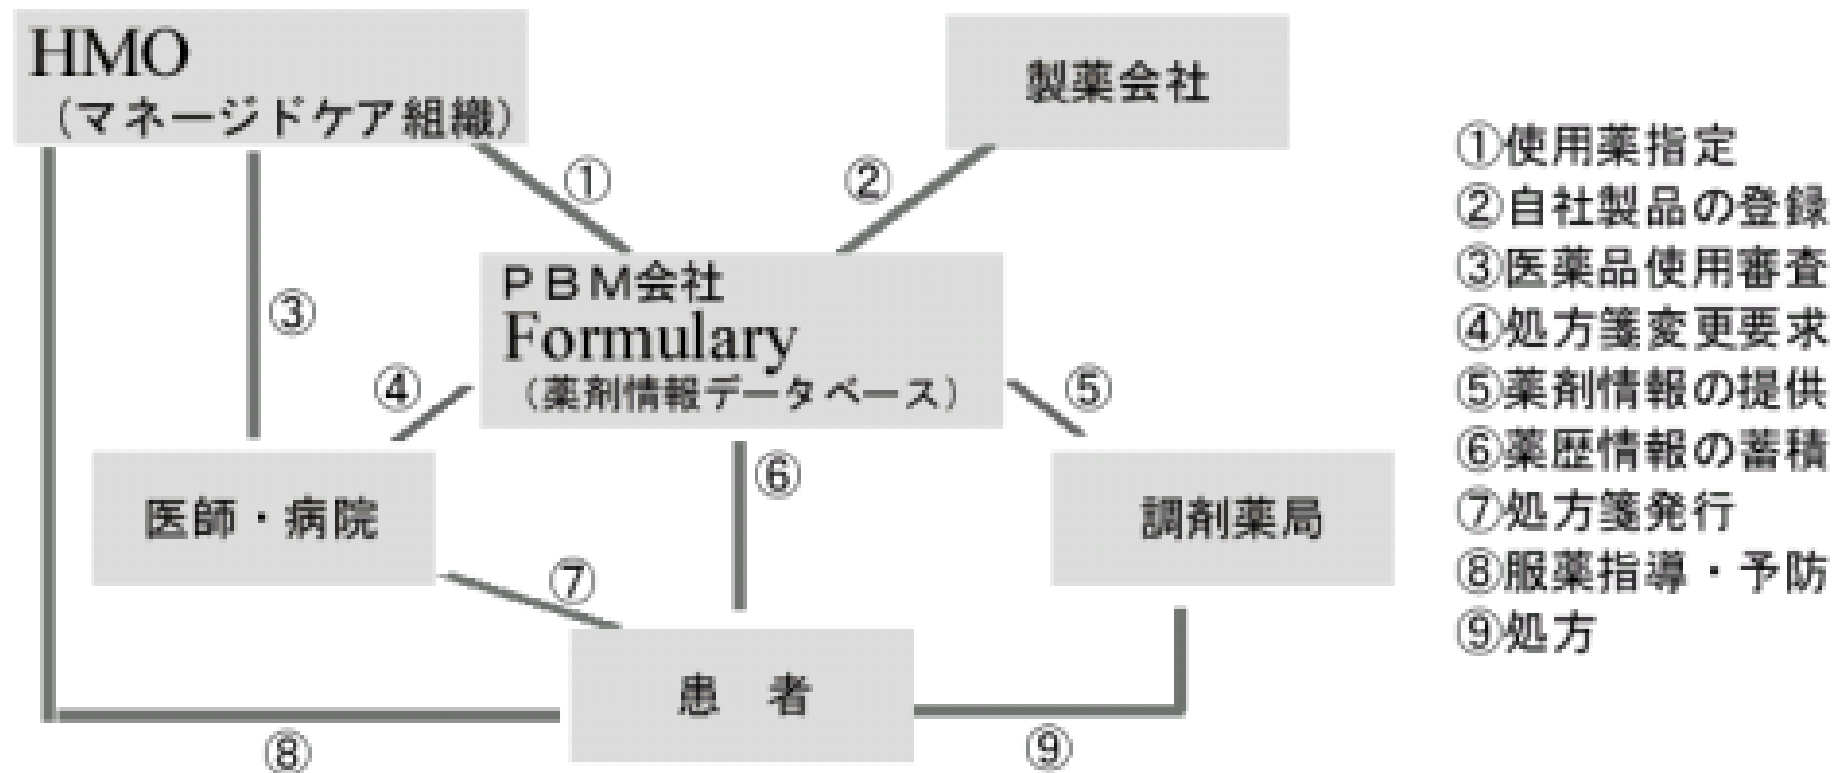 HMO
（マネージドケア組織）
製薬会社
①
②
ＰＢＭ会社
Formulary
（薬剤情報データベース）
③
④
⑤
⑥
医師・病院
調剤薬局
⑦
患　者
⑧
⑨
①使用薬指定
②自社製品の登録
③医薬品使用審査
④処方箋変更要求
⑤薬剤情報の提供
⑥薬歴情報の蓄積
⑦処方箋発行
⑧服薬指導・予防
⑨処方